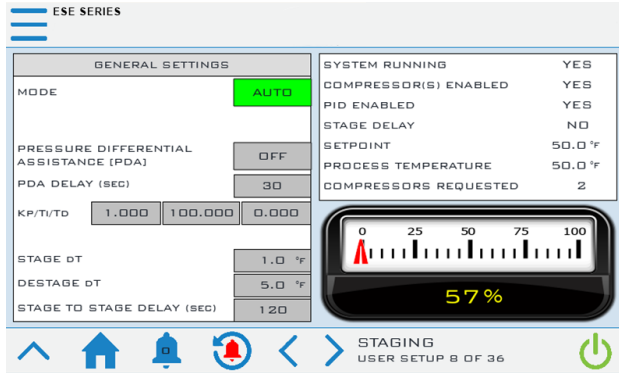 ESE SERIES
GENERAL SETTINGS
MODE AUTO
PRESSURE DIFFERENTIAL
ASSISTANCE [PDA] OFF
PDA DELAY (SEC) 30
KP/TI/TD 1.000 100.000 0.000
STAGE DT 1.0 °F
DESTAGE DT 5.0 °F
STAGE TO STAGE DELAY (SEC) 120
SYSTEM RUNNING YES
COMPRESSOR(S) ENABLED YES
PID ENABLED YES
STAGE DELAY NO
SETPOINT 50.0 °F
PROCESS TEMPERATURE 50.0 °F
COMPRESSORS REQUESTED 2
0 25 50 75 100
57%
0
STAGING
USER SETUP 8 OF 36